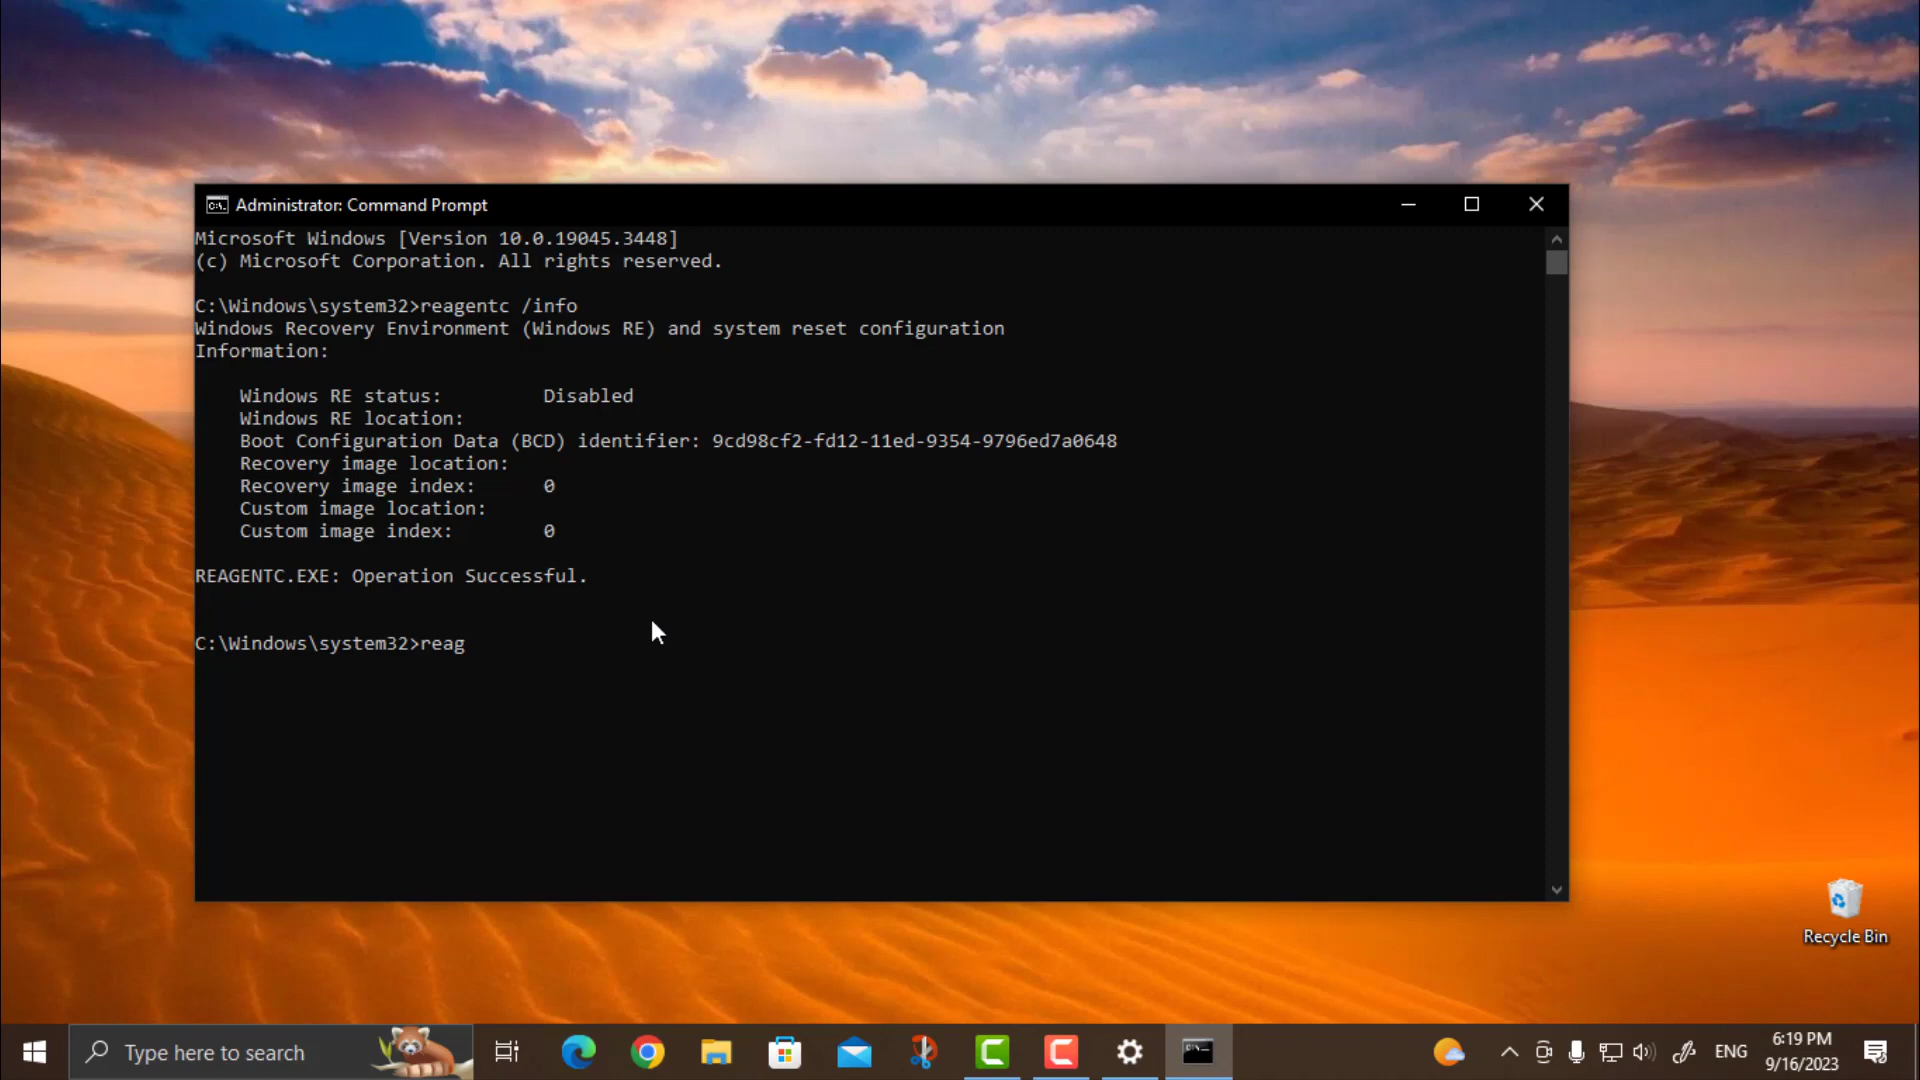 Administrator: Command Prompt
Microsoft Windows [Version 10.0.19045.3448]
(c) Microsoft Corporation. All rights reserved.
C:\Windows\system32>reagentc /info
Windows Recovery Environment (Windows RE) and system reset configuration
Information:
Windows RE status: Disabled
Windows RE location:
Boot Configuration Data (BCD) identifier: 9cd98cf2-fd12-11ed-9354-9796ed7a0648
Recovery image location:
Recovery image index: 0
Custom image location:
Custom image index: 0
REAGENTC.EXE: Operation Successful.
C:\Windows\system32>reag
Recycle Bin
Type here to search
ENG
6:19 PM
9/16/2023